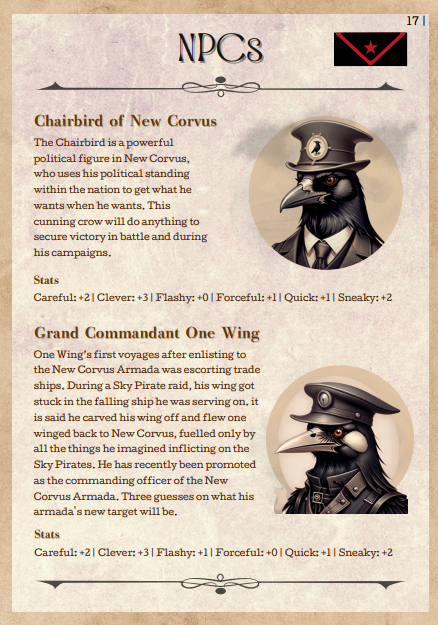 17 |
NPCs
Chairbird of New Corvus
The Chairbird is a powerful
political figure in New Corvus,
who uses his political standing
within the nation to get what he
wants when he wants. This
cunning crow will do anything to
secure victory in battle and during
his campaigns.
Stats
Careful: +2 | Clever: +3 | Flashy: +0 | Forceful: +1 | Quick: +1 | Sneaky: +2
Grand Commandant One Wing
One Wing's first voyages after enlisting to
the New Corvus Armada was escorting trade
ships. During a Sky Pirate raid, his wing got
stuck in the falling ship he was serving on. it
is said he carved his wing off and flew one
winged back to New Corvus, fuelled only by
all the things he imagined inflicting on the
Sky Pirates. He has recently been promoted
as the commanding officer of the New
Corvus Armada. Three guesses on what his
armada's new target will be.
Stats
Careful: +2 | Clever: +3 | Flashy: +1 | Forceful: +0 | Quick: +1 | Sneaky: +2